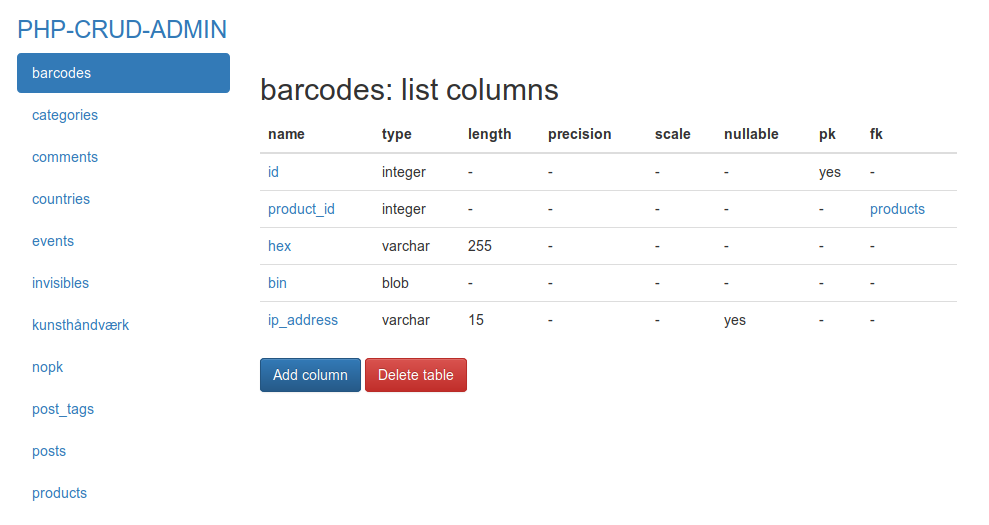 PHP-CRUD-ADMIN
barcodes
categories
comments
countries
events
invisibles
kunsthåndværk
nopk
post_tags
posts
products
barcodes: list columns
name type length precision scale nullable pk fk
id integer - - - - yes -
product_id integer - - - - - products
hex varchar 255 - - - - -
bin blob - - - - - -
ip_address varchar 15 - - yes - -
Add column Delete table